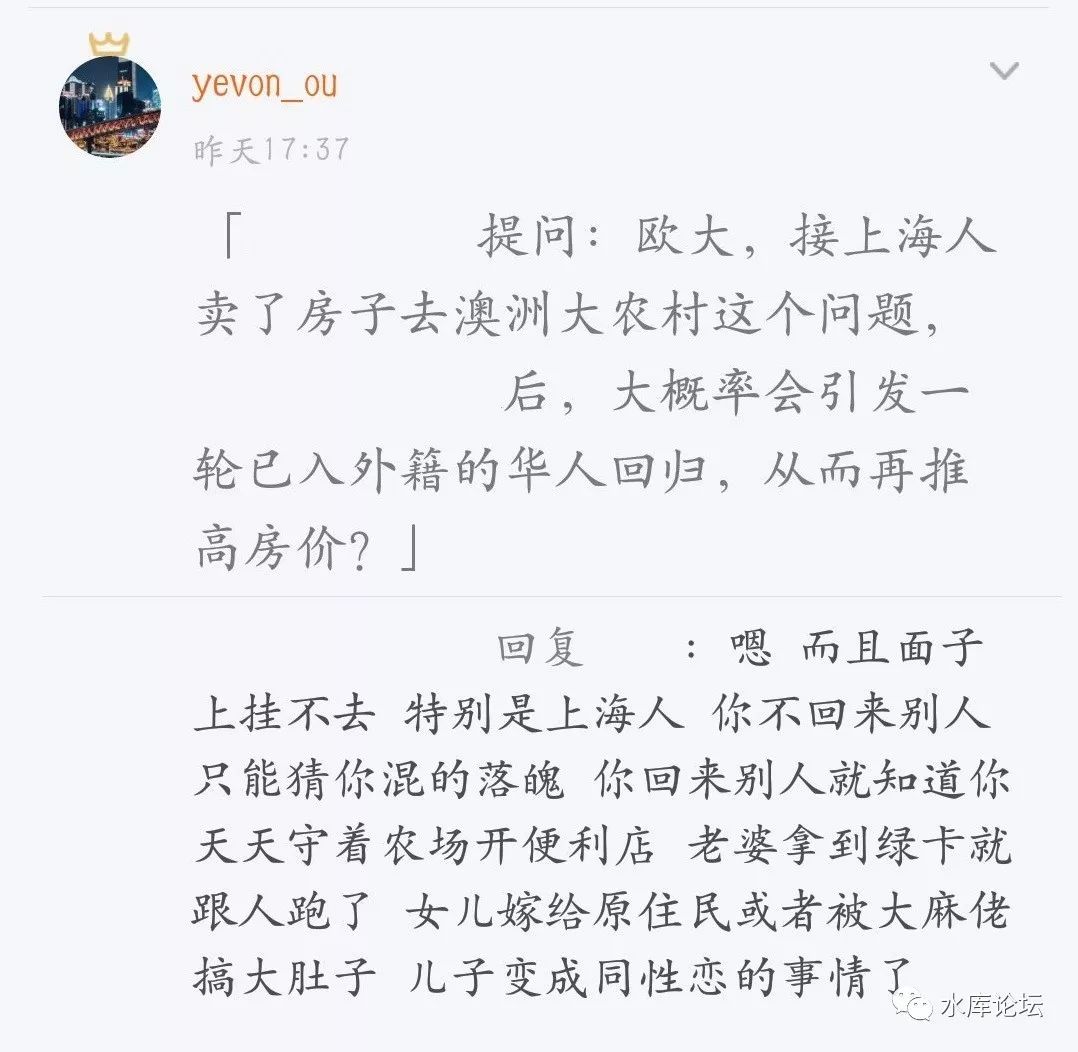 yevon_ou
昨天17:37
「 提问：欧大，接上海人
卖了房子去澳洲大农村这个问题，
后，大概率会引发一
轮已入外籍的华人回归，从而再推
高房价？」
回复 ：嗯 而且面子
上挂不去 特别是上海人 你不回来别人
只能猜你混的落魄 你回来别人就知道你
天天守着农场开便利店 老婆拿到绿卡就
跟人跑了 女儿嫁给原住民或者被大麻佬
搞大肚子 儿子变成同性恋的事情了
水库论坛